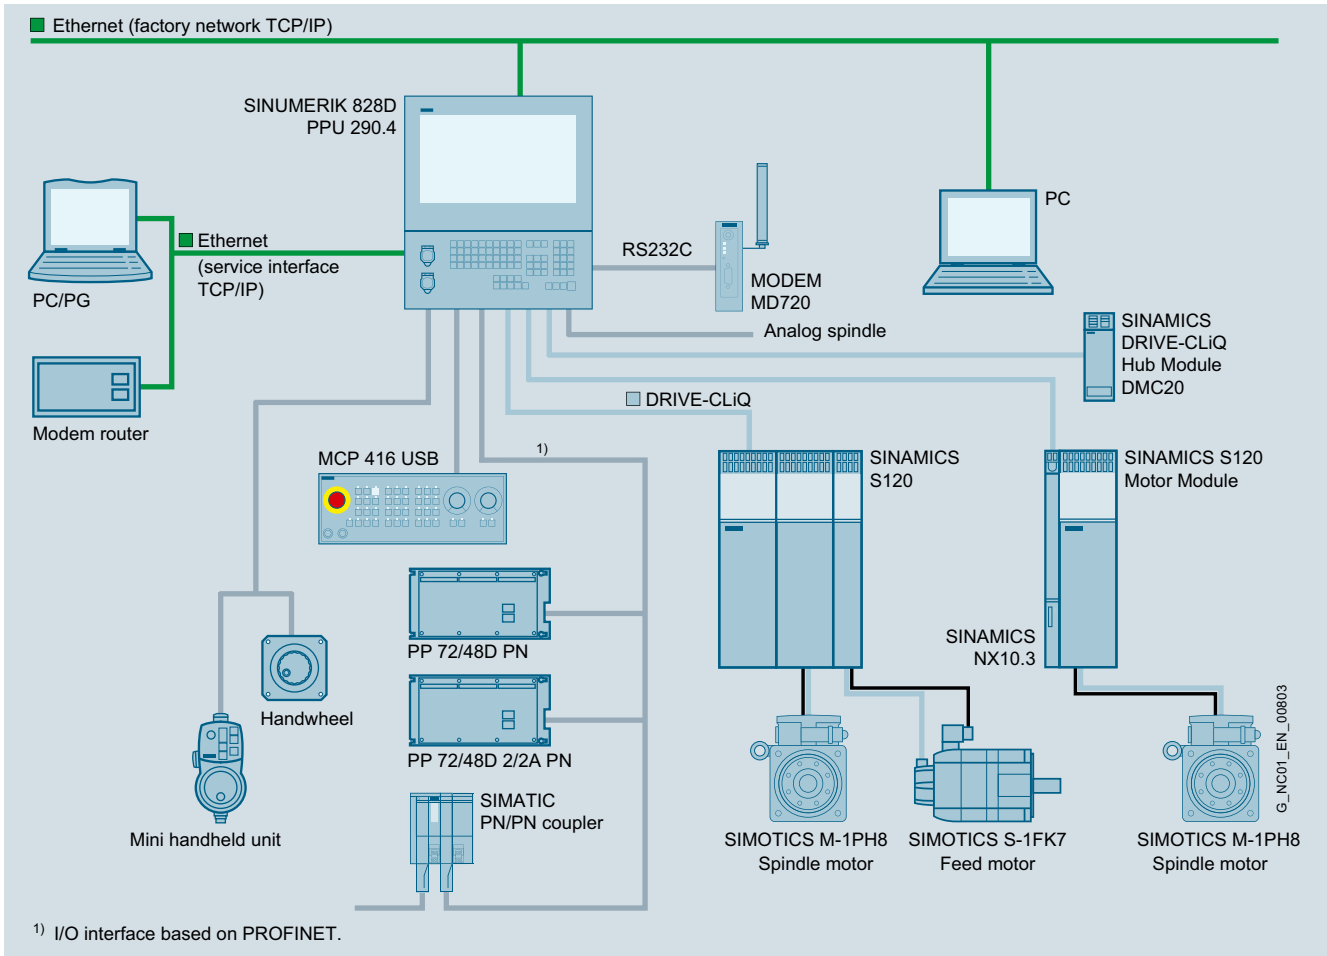 Ethernet (factory network TCP/IP)
SINUMERIK 828D
PPU 290.4
PC
Ethernet
(service interface
TCP/IP)
RS232C
PC/PG
MODEM
MD720
Analog spindle
SINAMICS
DRIVE-CLiQ
Hub Module
DMC20
DRIVE-CLiQ
Modem router
MCP 416 USB
1)
SINAMICS
S120
SINAMICS S120
Motor Module
SINAMICS
NX10.3
PP 72/48D PN
Handwheel
PP 72/48D 2/2A PN
SIMATIC
PN/PN coupler
Mini handheld unit
SIMOTICS M-1PH8
Spindle motor
SIMOTICS S-1FK7
Feed motor
SIMOTICS M-1PH8
Spindle motor
G_NC01_EN_00803
1) I/O interface based on PROFINET.